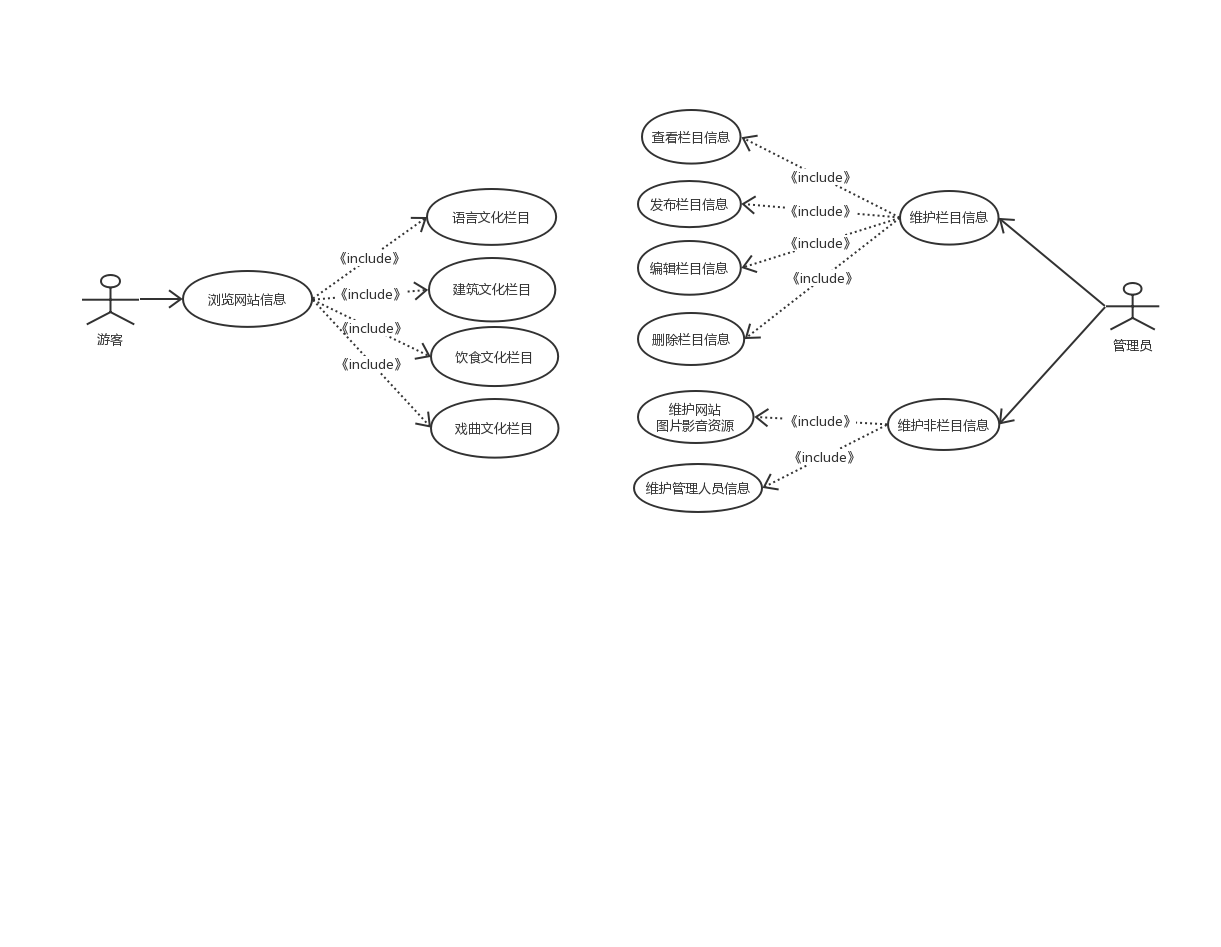 游客
浏览网站信息
《include》
《include》
《include》
《include》
语言文化栏目
建筑文化栏目
饮食文化栏目
戏曲文化栏目
查看栏目信息
发布栏目信息
编辑栏目信息
删除栏目信息
维护网站
图片影音资源
维护管理人员信息
《include》
《include》
《include》
《include》
《include》
《include》
维护栏目信息
维护非栏目信息
管理员